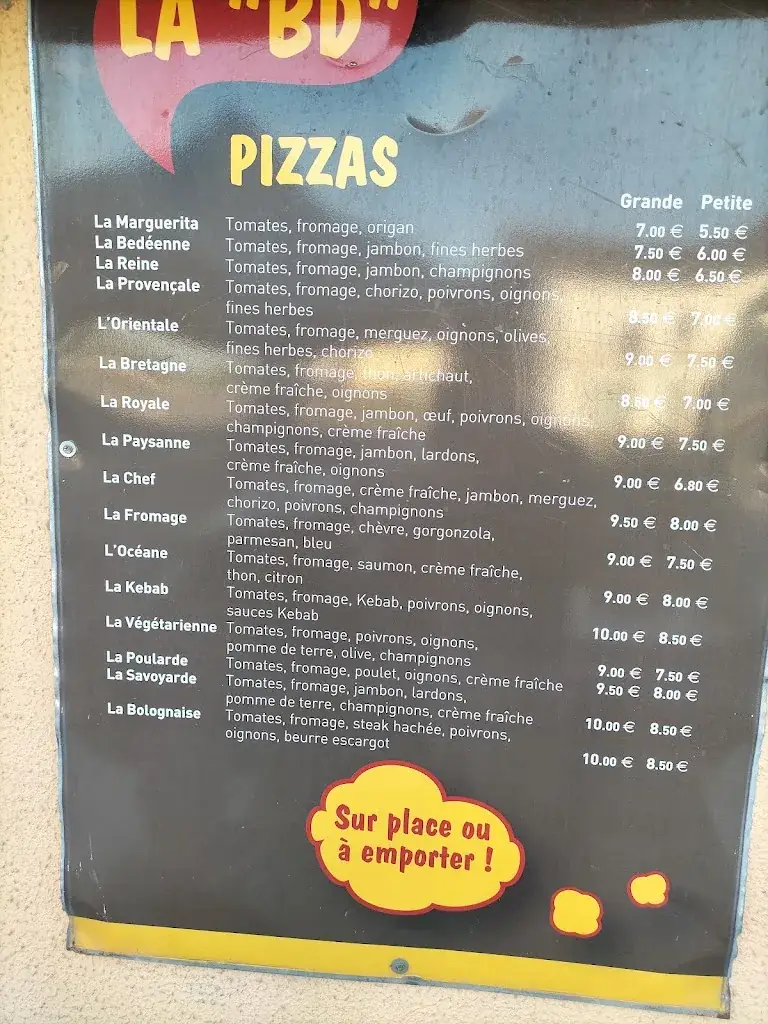 LA "BD"
PIZZAS
Grande Petite
La Marguerita Tomates, fromage, origan 7.00 € 5.50 €
La Bedéenne Tomates, fromage, jambon, fines herbes 7.50 € 6.00 €
La Reine Tomates, fromage, jambon, champignons 8.00 € 6.50 €
La Provençale Tomates, fromage, chorizo, poivrons, oignons,
fines herbes 8.50 € 7.00 €
L'Orientale Tomates, fromage, merguez, oignons, olives,
fines herbes, chorizo 9.00 € 7.50 €
La Bretagne Tomates, fromage, thon, artichaut,
crème fraîche, oignons 8.50 € 7.00 €
La Royale Tomates, fromage, jambon, œuf, poivrons, oignons,
champignons, crème fraîche 9.00 € 7.50 €
La Paysanne Tomates, fromage, jambon, lardons,
crème fraîche, oignons 9.00 € 6.80 €
La Chef Tomates, fromage, crème fraîche, jambon, merguez,
chorizo, poivrons, champignons 9.50 € 8.00 €
La Fromage Tomates, fromage, chèvre, gorgonzola,
parmesan, bleu 9.00 € 7.50 €
L'Océane Tomates, fromage, saumon, crème fraîche,
thon, citron 9.00 € 8.00 €
La Kebab Tomates, fromage, Kebab, poivrons, oignons,
sauces Kebab 10.00 € 8.50 €
La Végétarienne Tomates, fromage, poivrons, oignons,
pomme de terre, olive, champignons 9.00 € 7.50 €
La Poularde Tomates, fromage, poulet, oignons, crème fraîche 9.50 € 8.00 €
La Savoyarde Tomates, fromage, jambon, lardons,
pomme de terre, champignons, crème fraîche 10.00 € 8.50 €
La Bolognaise Tomates, fromage, steak hachée, poivrons,
oignons, beurre escargot 10.00 € 8.50 €
Sur place ou
à emporter !